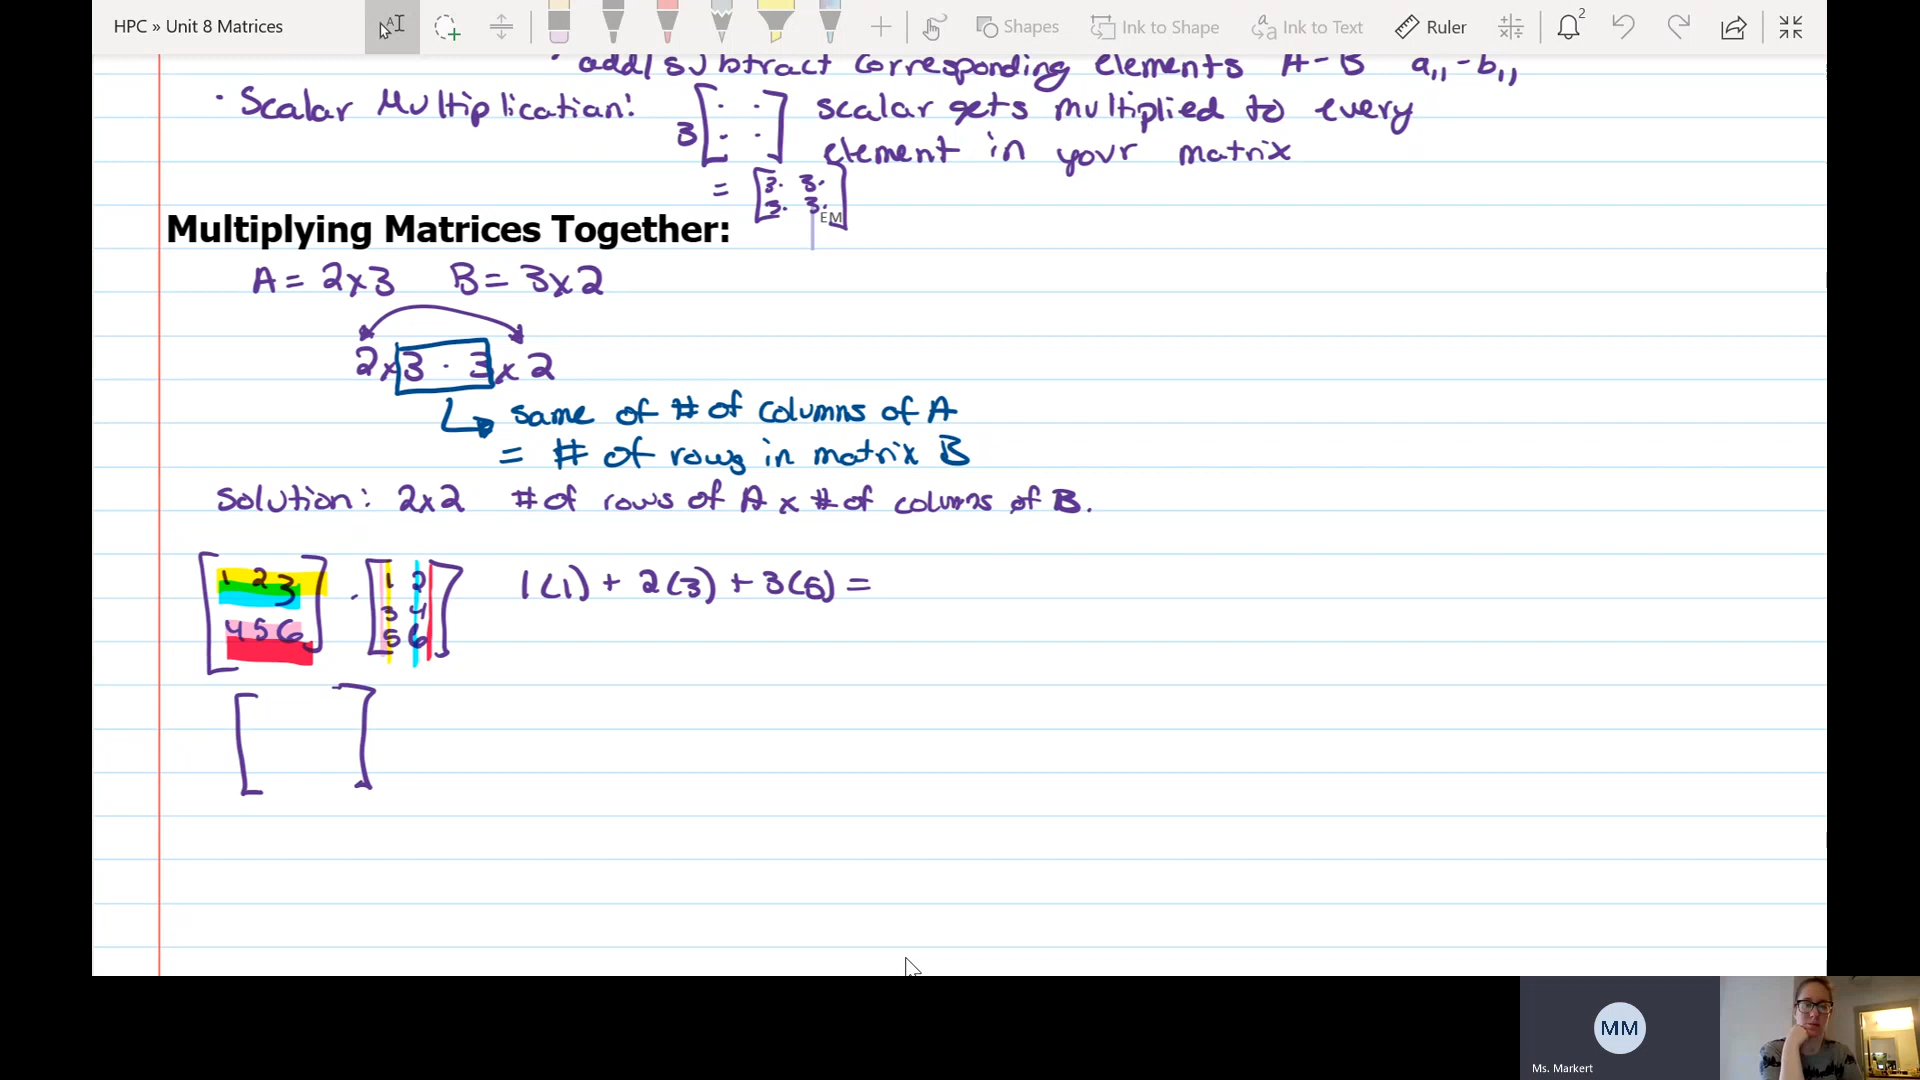 HPC » Unit 8 Matrices
Shapes
Ink to Shape
Ink to Text
Ruler
2
add/subtract corresponding elements A-B a₁₁-b₁₁
· Scalar Multiplication: 3[· · · ·] scalar gets multiplied to every
element in your matrix
= [3· 3· 3· 3·]
EM
Multiplying Matrices Together:
A = 2x3 B = 3x2
2x3 · 3x2
same of # of columns of A
= # of rows in matrix B
Solution: 2x2 # of rows of A x # of columns of B.
[1 2 3 · [1 2 1(1) + 2(3) + 3(5) =
3 4
4 5 6] 5 6]
[ ]
MM
Ms. Markert